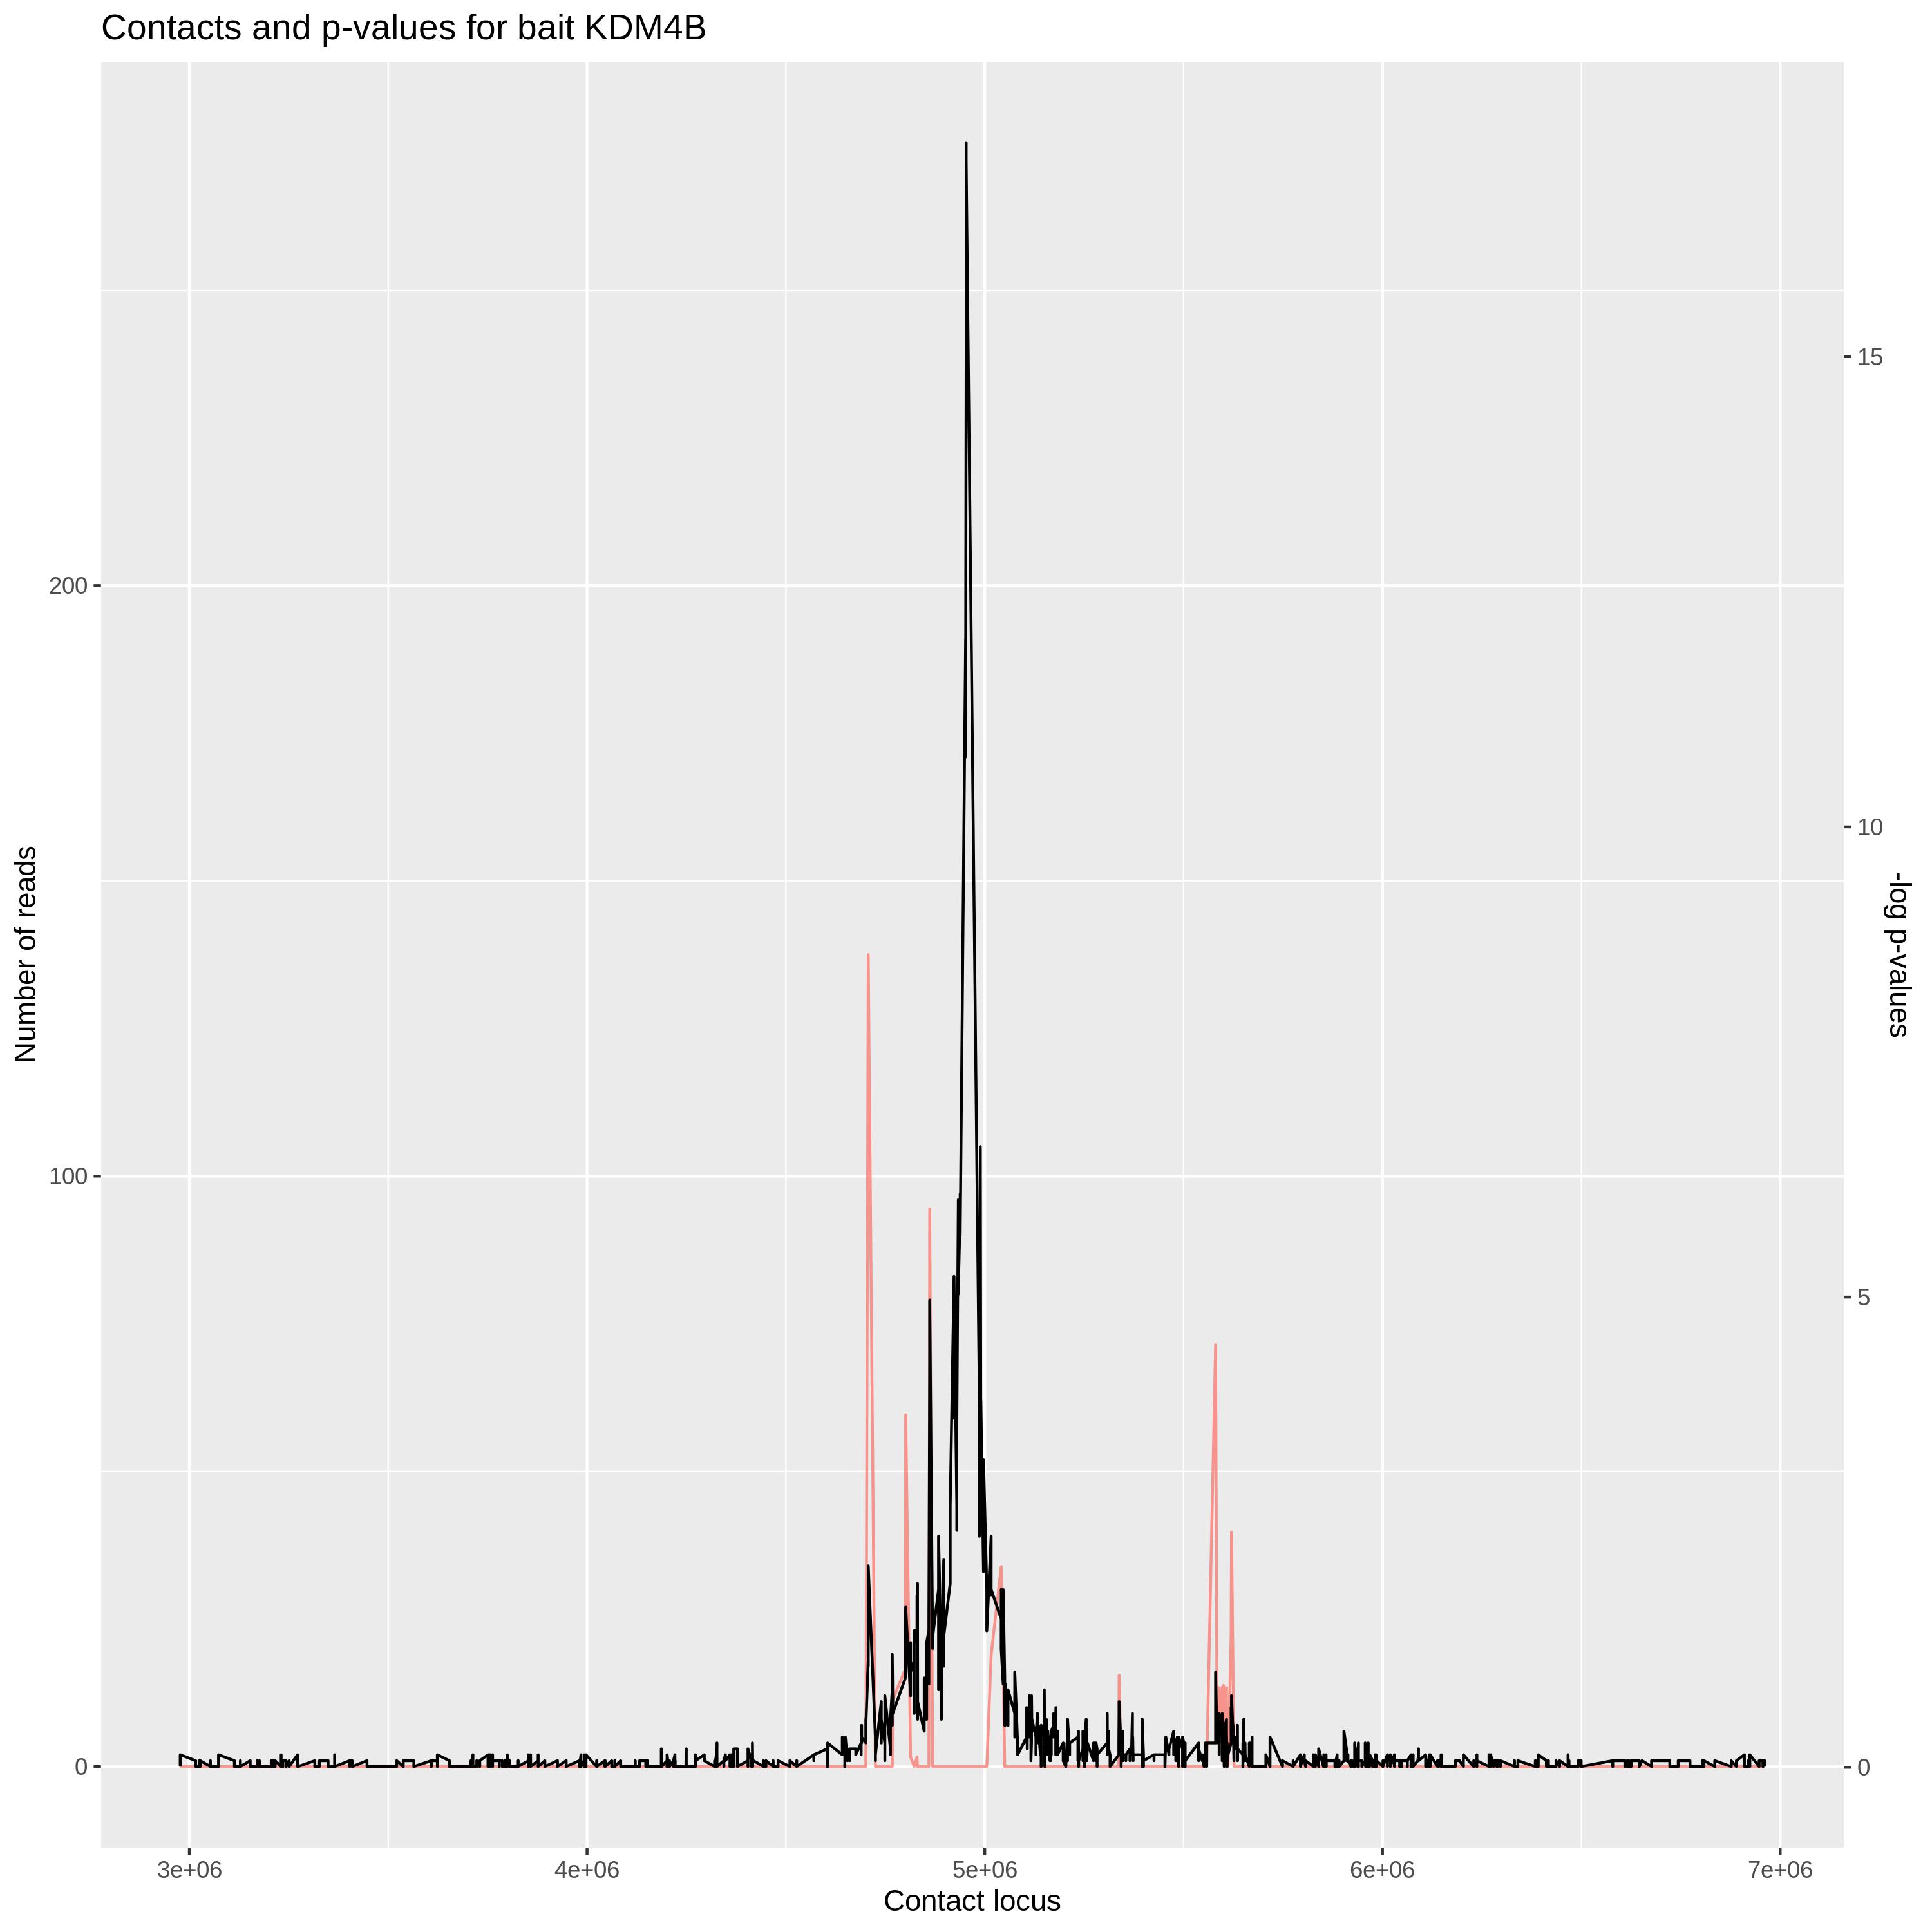 Contacts and p-values for bait KDM4B
Number of reads
200
100
0
15
10
5
0
-log p-values
3e+06 4e+06 5e+06 6e+06 7e+06
Contact locus